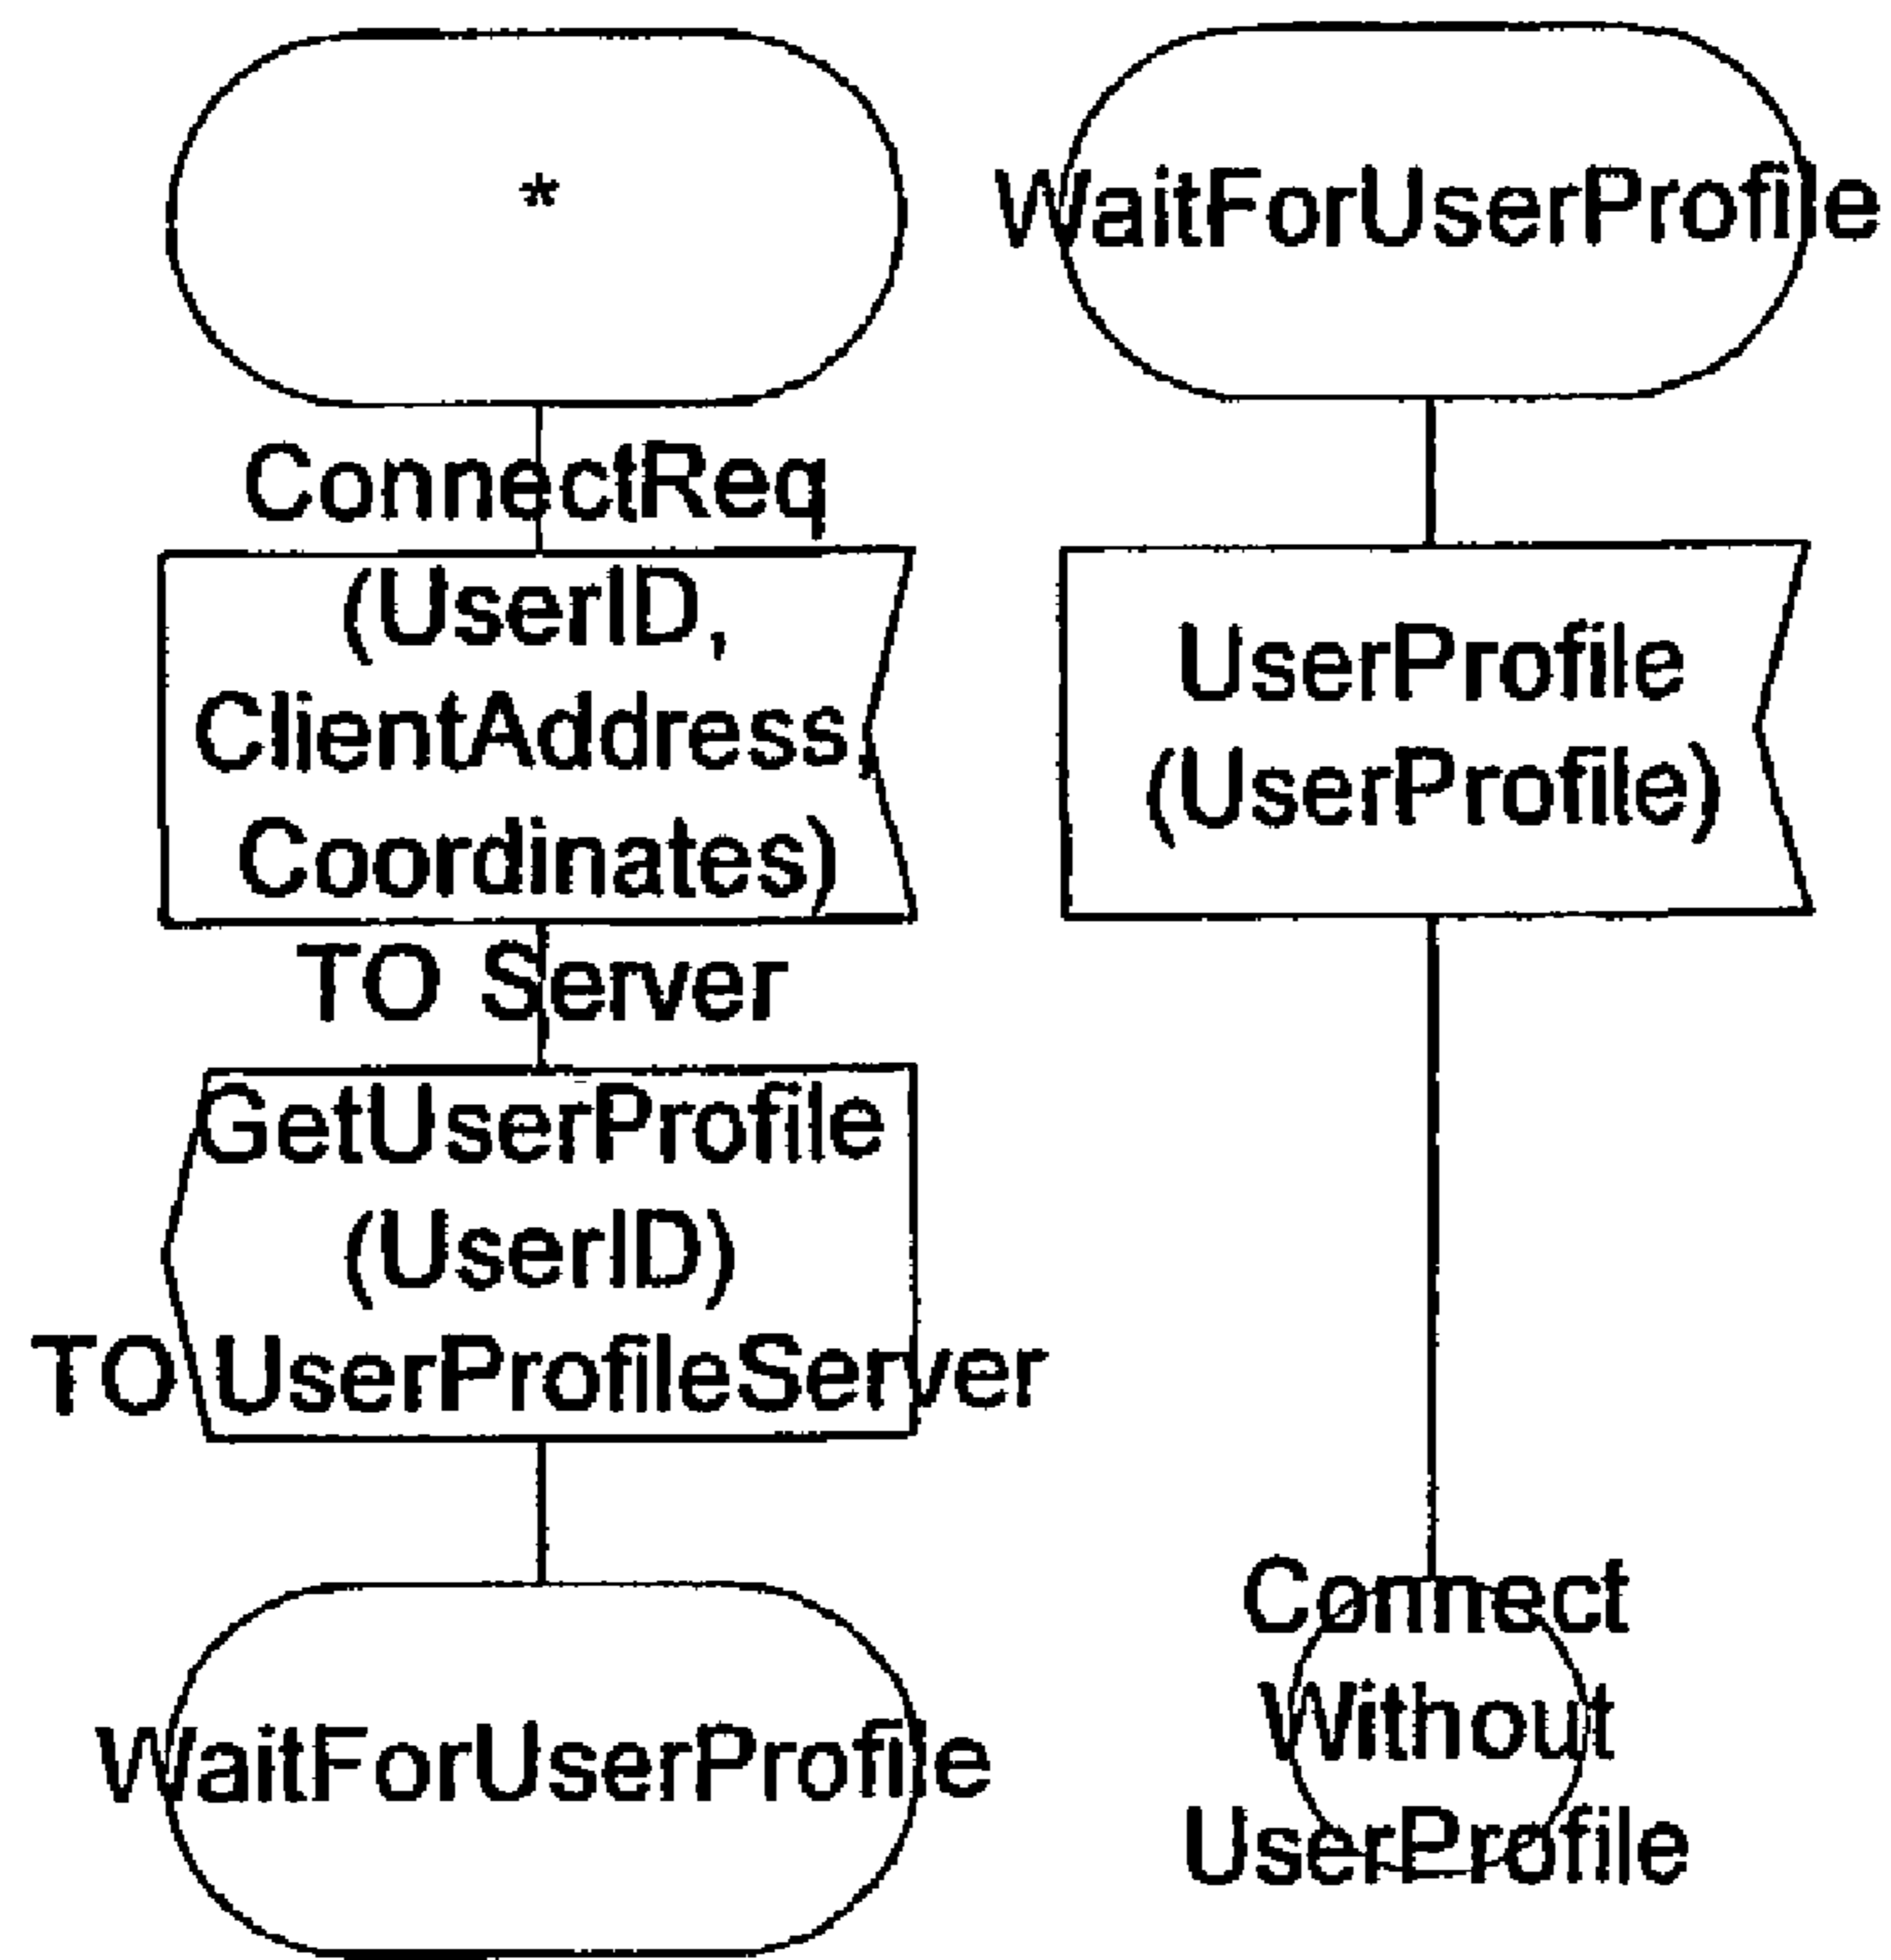 *
ConnectReq
(UserID,
ClientAddress,
Coordinates)
TO Server
GetUserProfile
(UserID)
TO UserProfileServer
WaitForUserProfile
WaitForUserProfile
UserProfile
(UserProfile)
Connect
Without
UserProfile